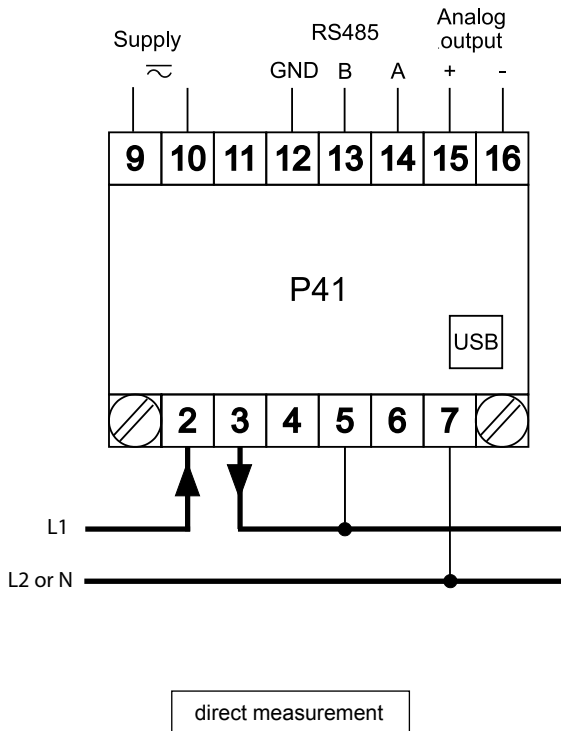 Supply
RS485
Analog
.output
GND B A + -
9 10 11 12 13 14 15 16
P41
USB
2 3 4 5 6 7
L1
L2 or N
direct measurement